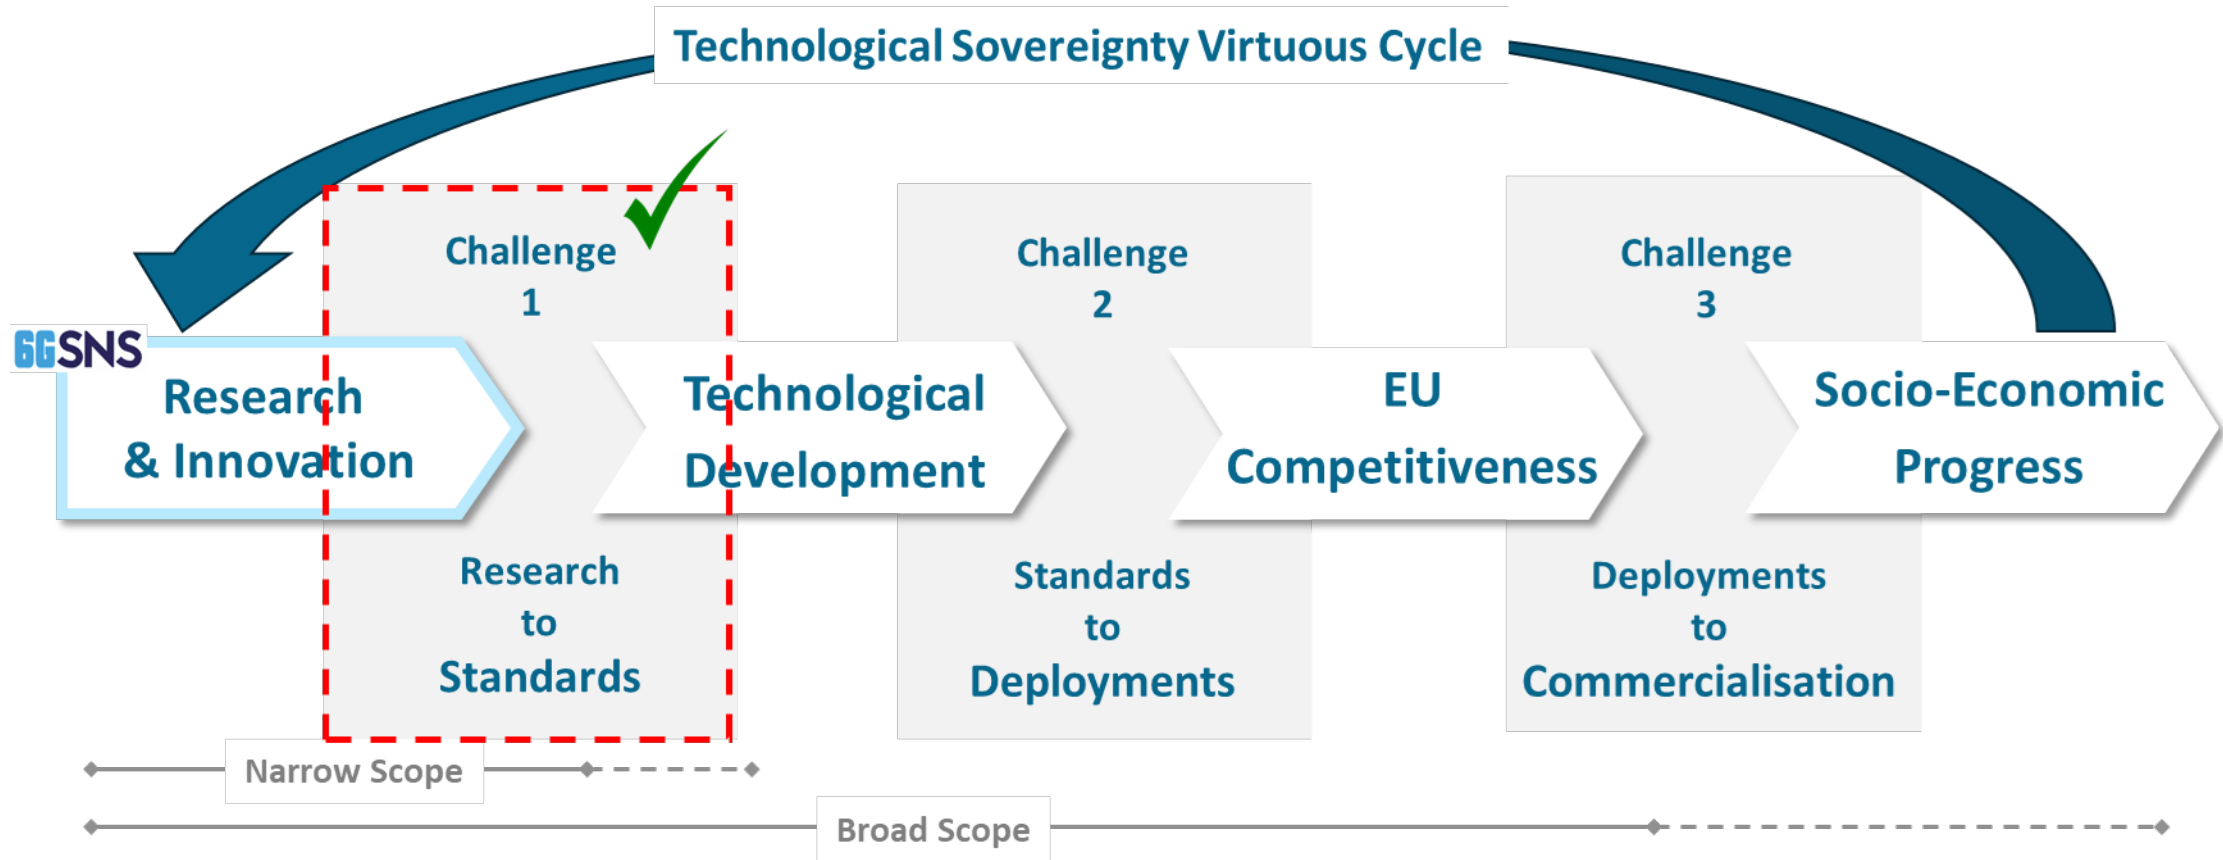 Technological Sovereignty Virtuous Cycle
Challenge
1
Challenge
2
Challenge
3
6GSNS
Research
& Innovation
Technological
Development
EU
Competitiveness
Socio-Economic
Progress
Research
to
Standards
Standards
to
Deployments
Deployments
to
Commercialisation
Narrow Scope
Broad Scope